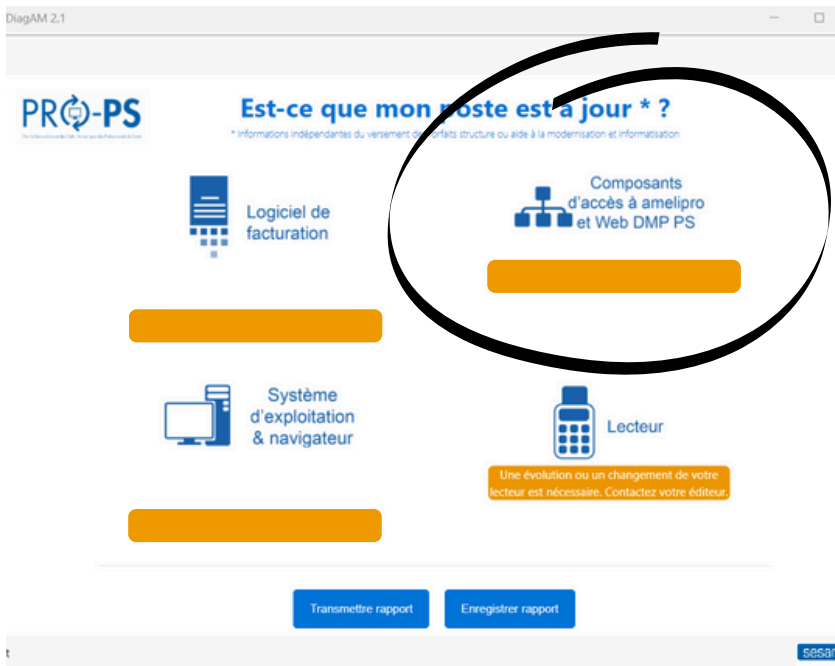 DiagAM 2.1
PRO-PS
Est-ce que mon poste est à jour * ?
* Informations indépendantes du versement des forfaits structure ou aide à la modernisation et informatisation
Logiciel de
facturation
Composants
d'accès à amelipro
et Web DMP PS
Système
d'exploitation
& navigateur
Lecteur
Une évolution ou un changement de votre
lecteur est nécessaire. Contactez votre éditeur.
Transmettre rapport
Enregistrer rapport
t
sesam